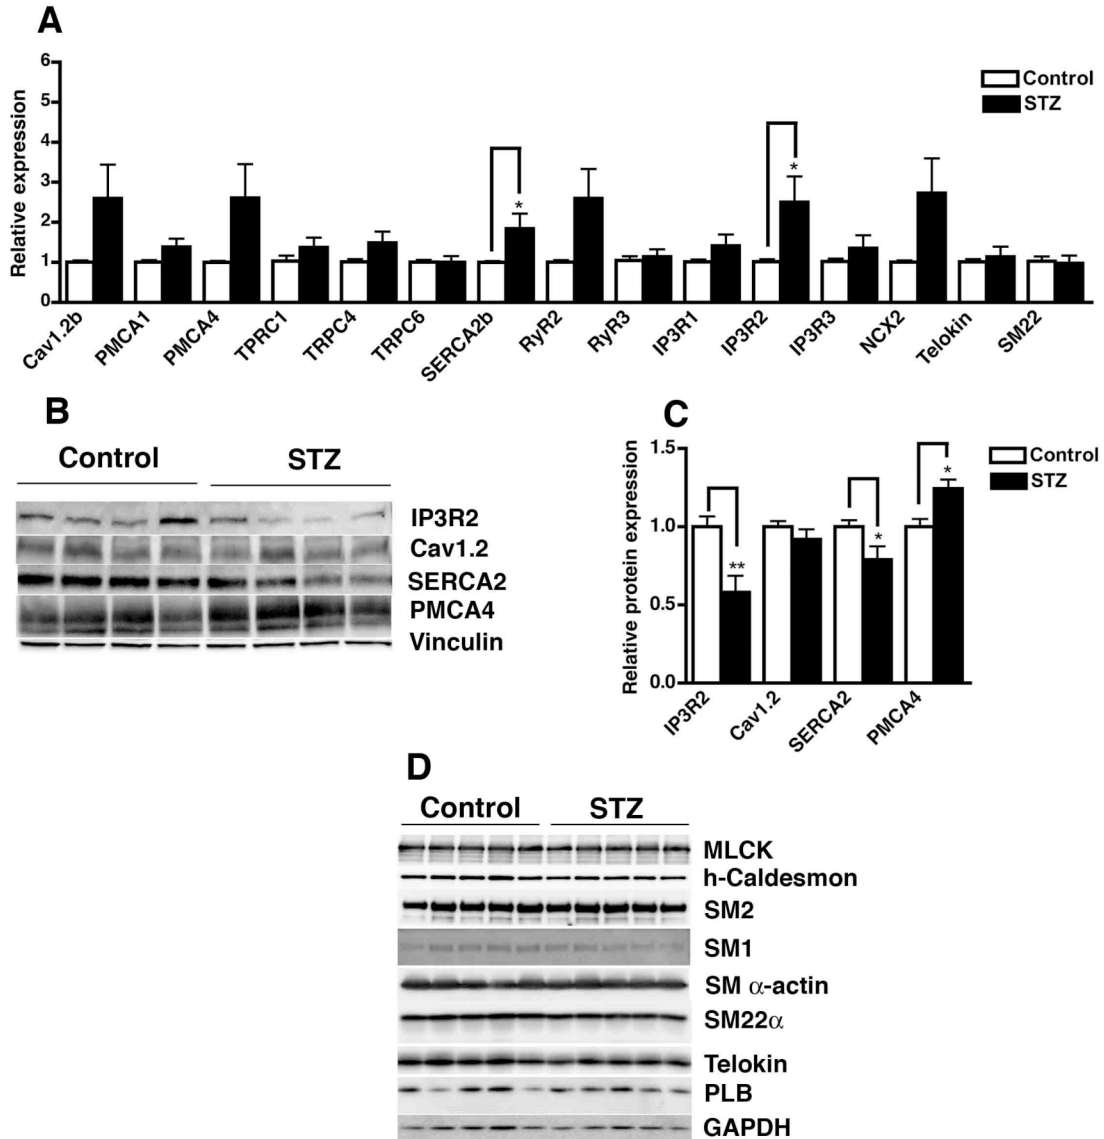 A
Relative expression
6
5
4
3
2
1
0
Control
STZ
*
*
Cav1.2b
PMCA1
PMCA4
TPRC1
TRPC4
TRPC6
SERCA2b
RyR2
RyR3
IP3R1
IP3R2
IP3R3
NCX2
Telokin
SM22
B
Control STZ
IP3R2
Cav1.2
SERCA2
PMCA4
Vinculin
C
Relative protein expression
1.5
1.0
0.5
0.0
Control
STZ
**
*
*
IP3R2
Cav1.2
SERCA2
PMCA4
D
Control STZ
MLCK
h-Caldesmon
SM2
SM1
SM α-actin
SM22α
Telokin
PLB
GAPDH